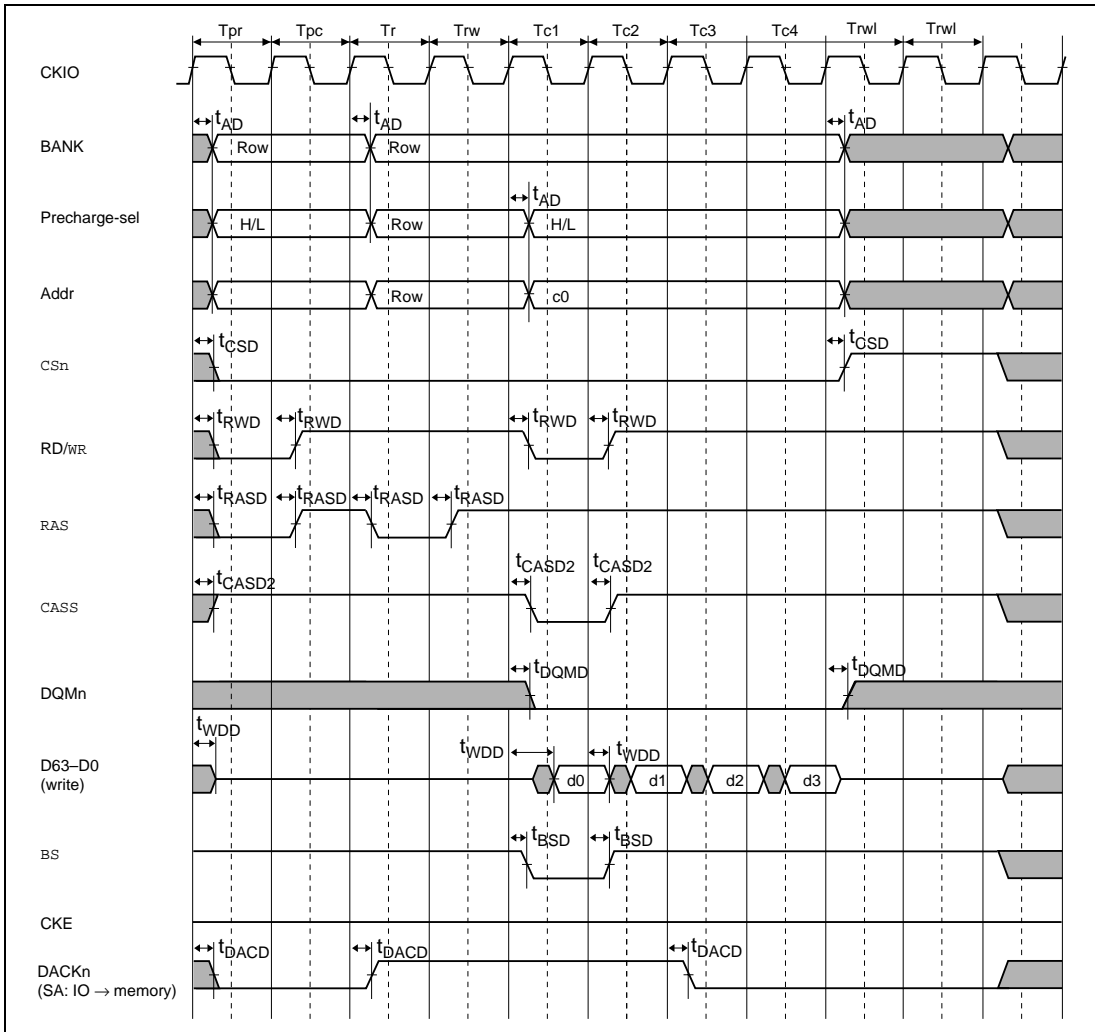 Tpr Tpc Tr Trw Tc1 Tc2 Tc3 Tc4 Trwl Trwl
CKIO
tAD tAD tAD
BANK Row Row
tAD
Precharge-sel H/L Row H/L
Addr Row c0
tCSD tCSD
CSn
tRWD tRWD tRWD tRWD
RD/WR
tRASD tRASD tRASD tRASD
RAS
tCASD2 tCASD2 tCASD2
CASS
tDQMD tDQMD
DQMn
tWDD tWDD tWDD
D63–D0
(write) d0 d1 d2 d3
tBSD tBSD
BS
CKE
tDACD tDACD tDACD
DACKn
(SA: IO → memory)